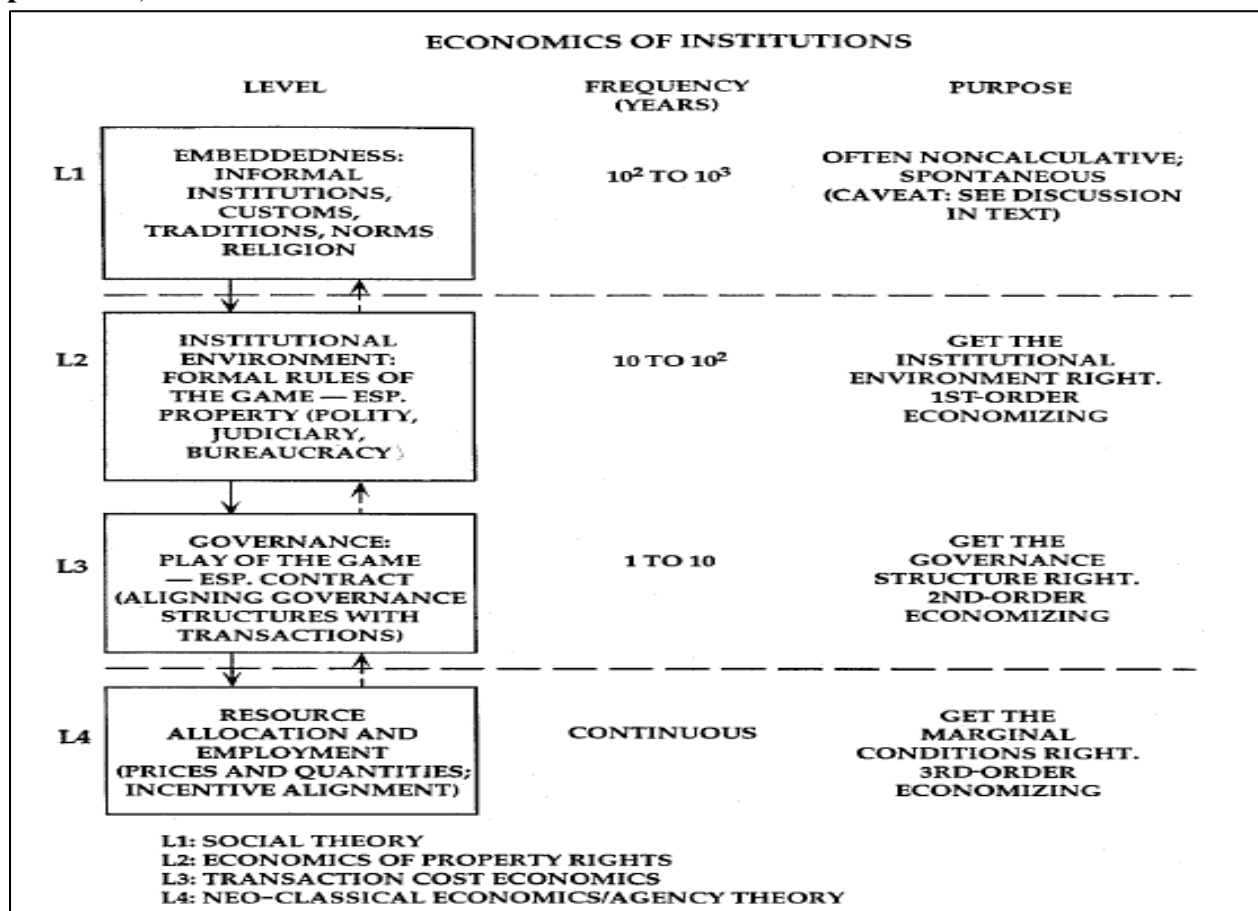 ECONOMICS OF INSTITUTIONS
LEVEL
FREQUENCY
(YEARS)
PURPOSE
L1
EMBEDDEDNESS:
INFORMAL
INSTITUTIONS,
CUSTOMS,
TRADITIONS, NORMS
RELIGION
10² TO 10³
OFTEN NONCALCULATIVE;
SPONTANEOUS
(CAVEAT: SEE DISCUSSION
IN TEXT)
L2
INSTITUTIONAL
ENVIRONMENT:
FORMAL RULES OF
THE GAME — ESP.
PROPERTY (POLITY,
JUDICIARY,
BUREAUCRACY)
10 TO 10²
GET THE
INSTITUTIONAL
ENVIRONMENT RIGHT.
1ST-ORDER
ECONOMIZING
L3
GOVERNANCE:
PLAY OF THE GAME
— ESP. CONTRACT
(ALIGNING GOVERNANCE
STRUCTURES WITH
TRANSACTIONS)
1 TO 10
GET THE
GOVERNANCE
STRUCTURE RIGHT.
2ND-ORDER
ECONOMIZING
L4
RESOURCE
ALLOCATION AND
EMPLOYMENT
(PRICES AND QUANTITIES;
INCENTIVE ALIGNMENT)
CONTINUOUS
GET THE
MARGINAL
CONDITIONS RIGHT.
3RD-ORDER
ECONOMIZING
L1: SOCIAL THEORY
L2: ECONOMICS OF PROPERTY RIGHTS
L3: TRANSACTION COST ECONOMICS
L4: NEO-CLASSICAL ECONOMICS/AGENCY THEORY